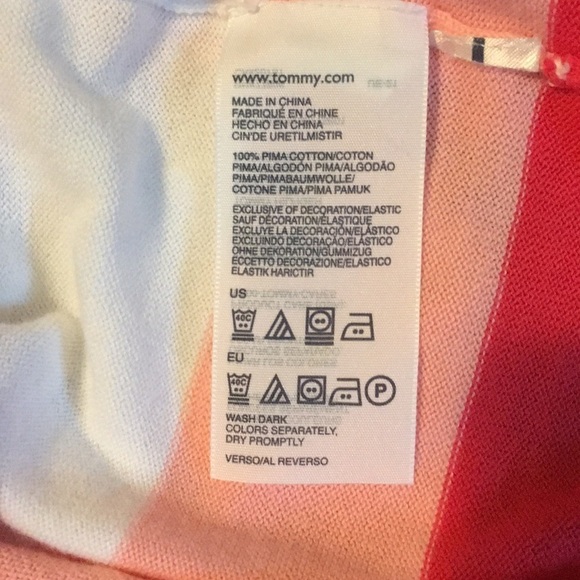 www.tommy.com
MADE IN CHINA
FABRIQUÉ EN CHINE
HECHO EN CHINA
CIN'DE URETILMISTIR
100% PIMA COTTON/COTON
PIMA/ALGODÓN PIMA/ALGODÃO
PIMA/PIMABAUMWOLLE/
COTONE PIMA/PIMA PAMUK
EXCLUSIVE OF DECORATION/ELASTIC
SAUF DÉCORATION/ÉLASTIQUE
EXCLUYE LA DECORACIÓN/ELÁSTICO
EXCLUINDO DECORAÇÃO/ELÁSTICO
OHNE DEKORATION/GUMMIZUG
ECCETTO DECORAZIONE/ELASTICO
ELASTIK HARICTIR
US
40C
EU
40C P
WASH DARK
COLORS SEPARATELY,
DRY PROMPTLY
VERSO/AL REVERSO